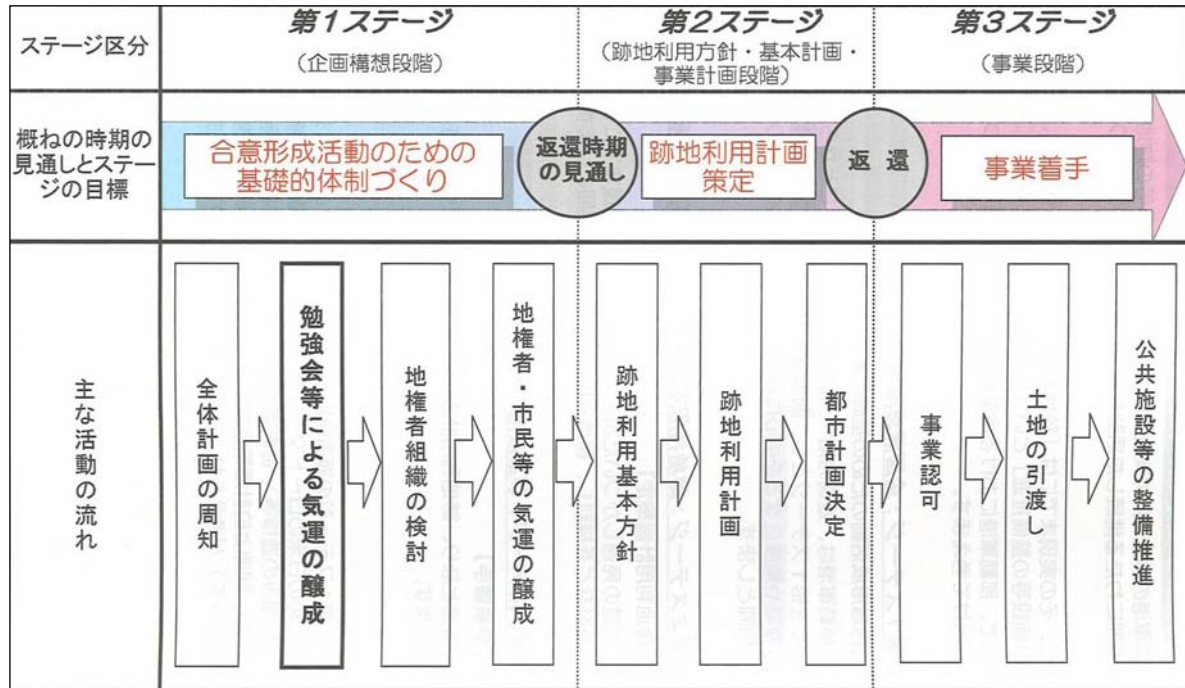 ステージ区分
第1ステージ
(企画構想段階)
第2ステージ
(跡地利用方針・基本計画・
事業計画段階)
第3ステージ
(事業段階)
概ねの時期の
見通しとステー
ジの目標
合意形成活動のための
基礎的体制づくり
返還時期
の見通し
跡地利用計画
策定
返 還
事業着手
主な活動の流れ
全体計画の周知
勉強会等による気運の醸成
地権者組織の検討
地権者・市民等の気運の醸成
跡地利用基本方針
跡地利用計画
都市計画決定
事業認可
土地の引渡し
公共施設等の整備推進